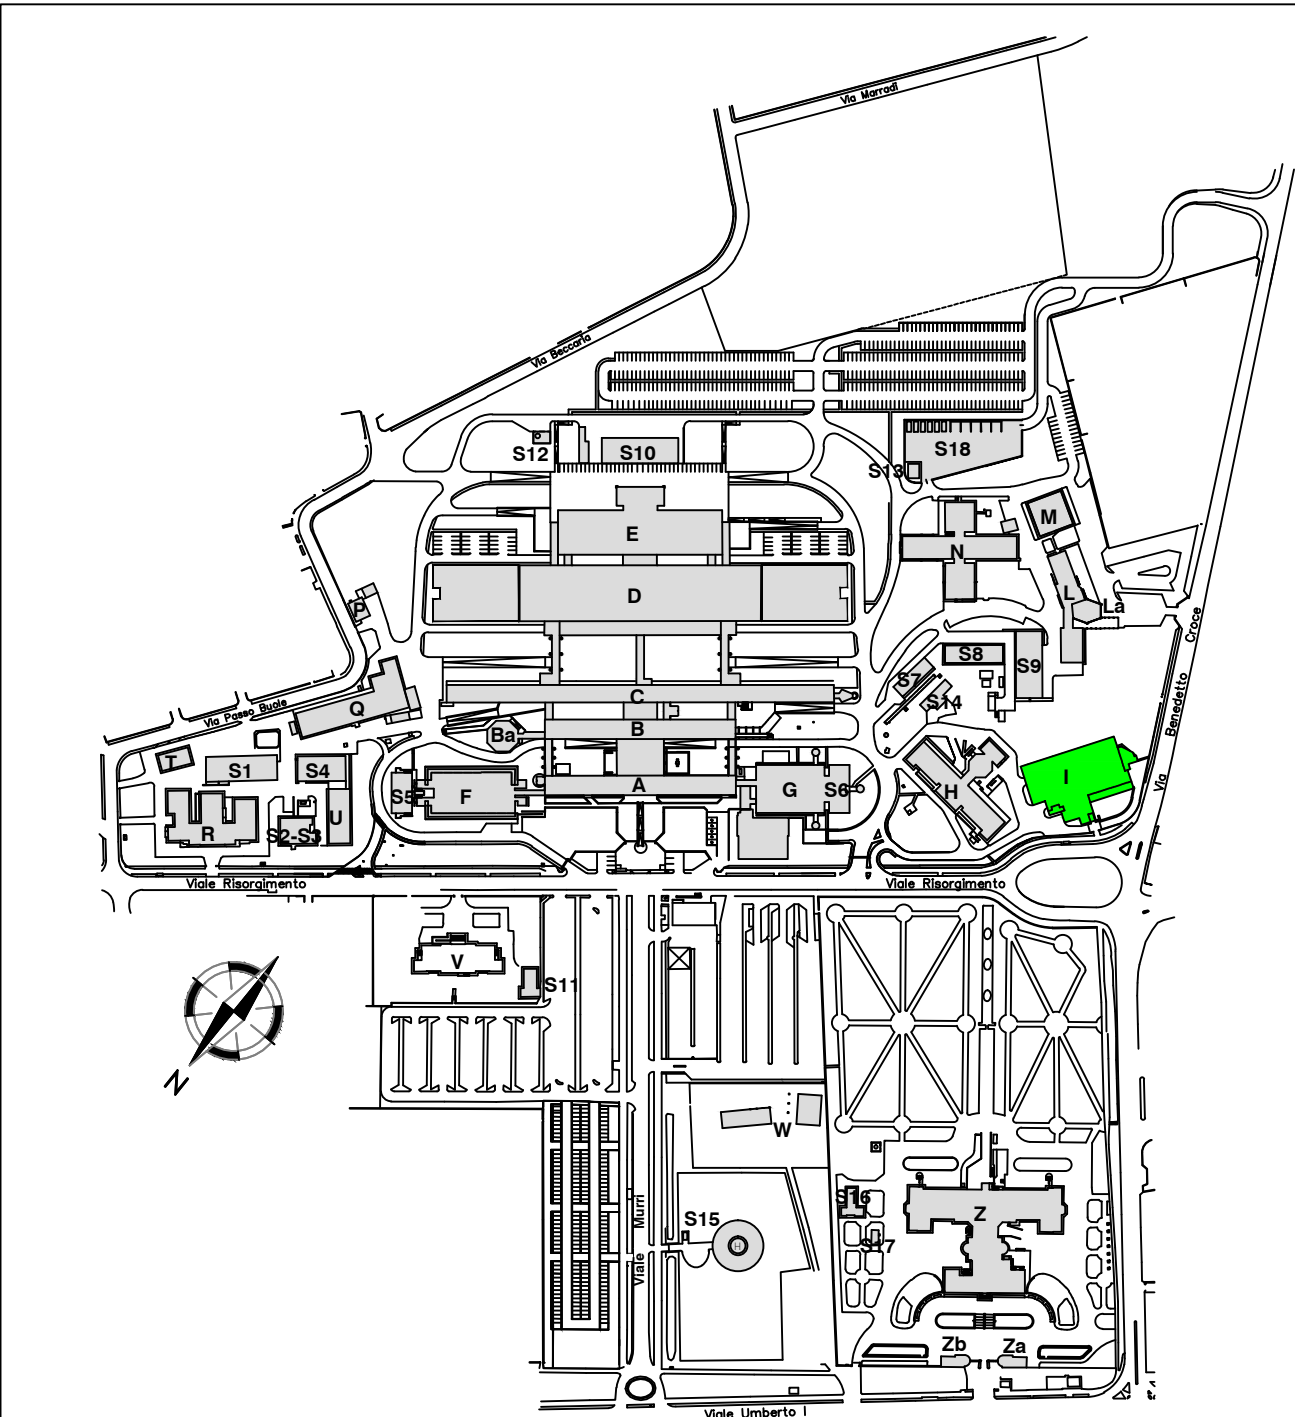 Via Marradi
Via Beccaria
S12
S10
S18
S13
E
M
N
D
L
La
P
S8
S9
S7
S14
Via Benedetto Croce
C
Q
Via Passo Buole
B
Ba
T
S1
S4
I
S5
F
A
G
S6
H
R
S2-S3
U
Viale Risorgimento
Viale Risorgimento
V
S11
N
W
Viale Murri
S15
H
S16
Z
S17
Zb
Za
Viale Umberto I